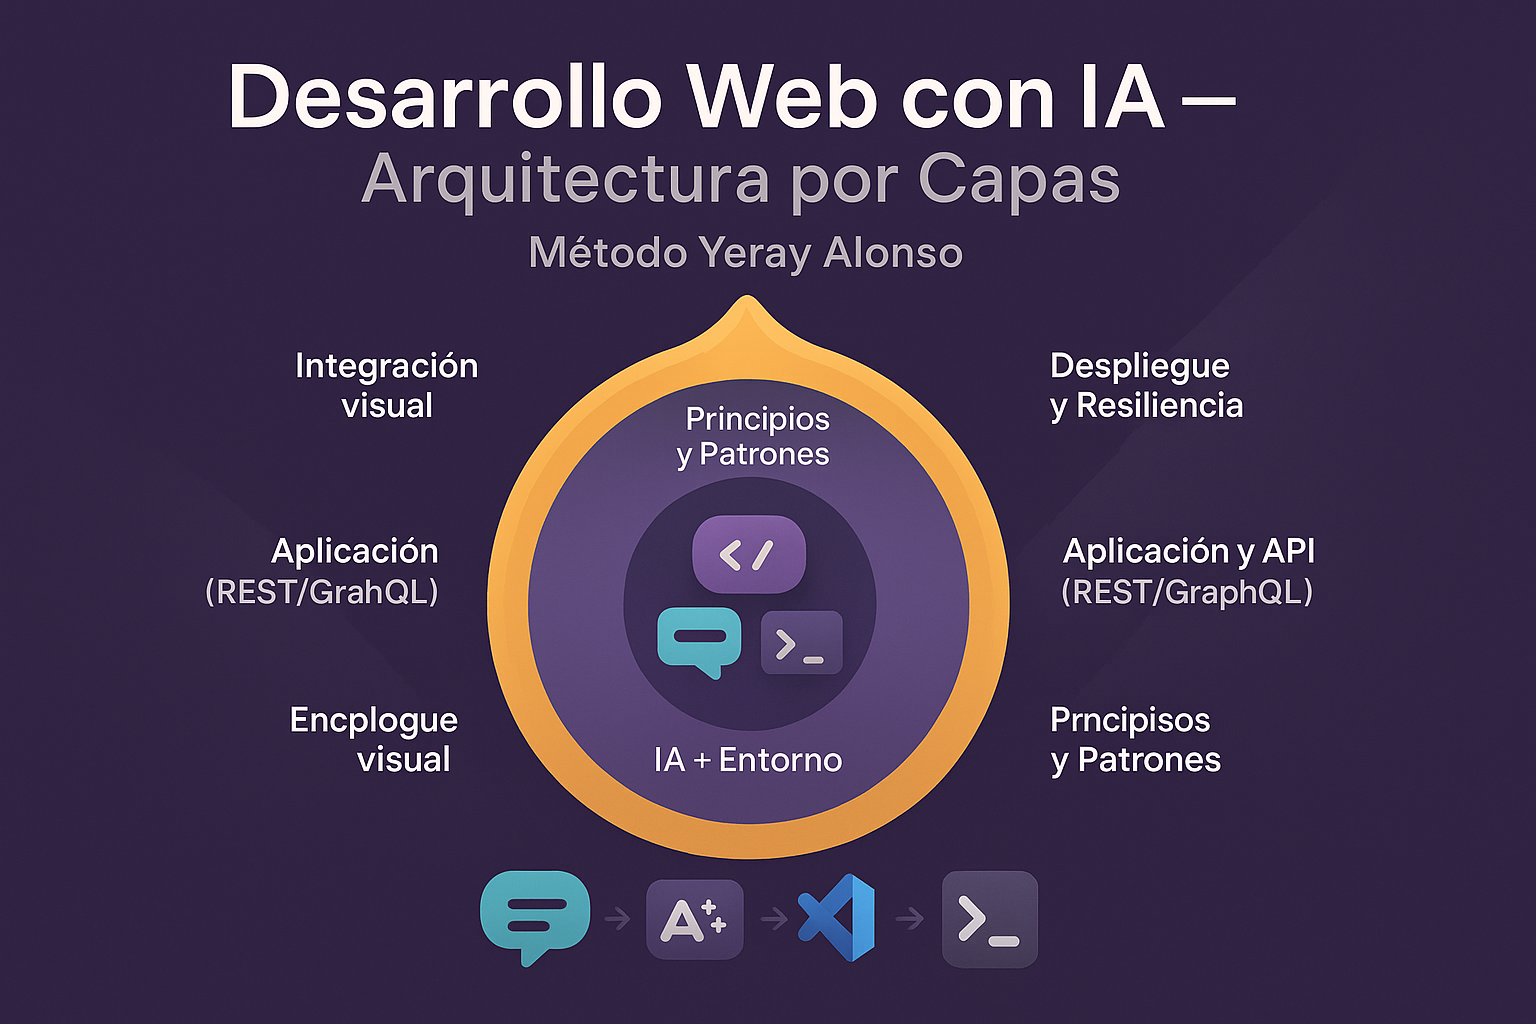 Desarrollo Web con IA —
Arquitectura por Capas
Método Yeray Alonso
Integración
visual
Aplicación
(REST/GrahQL)
Encplogue
visual
Principios
y Patrones
</>
>_
IA + Entorno
Despliegue
y Resiliencia
Aplicación y API
(REST/GraphQL)
Prncipisos
y Patrones
A++
>_